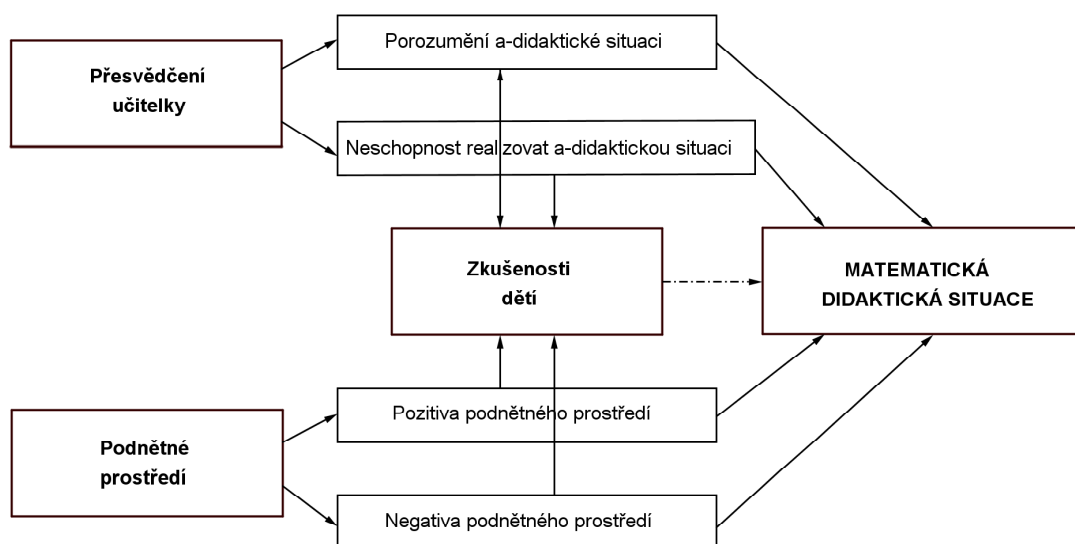 Porozumění a-didaktické situaci
Přesvědčení
učitelky
Neschopnost realizovat a-didaktickou situaci
Zkušenosti
dětí
MATEMATICKÁ
DIDAKTICKÁ SITUACE
Pozitiva podnětného prostředí
Podnětné
prostředí
Negativa podnětného prostředí